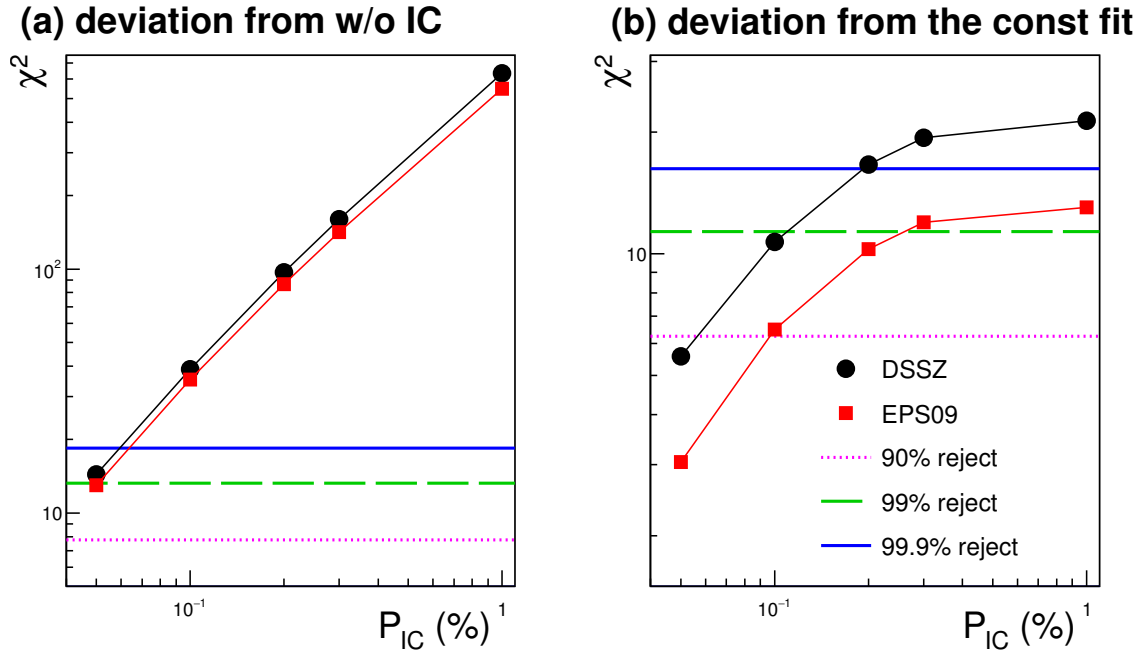 (a) deviation from w/o IC
χ²
10²
10
10⁻¹
1
P_IC (%)
(b) deviation from the const fit
χ²
10
DSSZ
EPS09
90% reject
99% reject
99.9% reject
10⁻¹
1
P_IC (%)